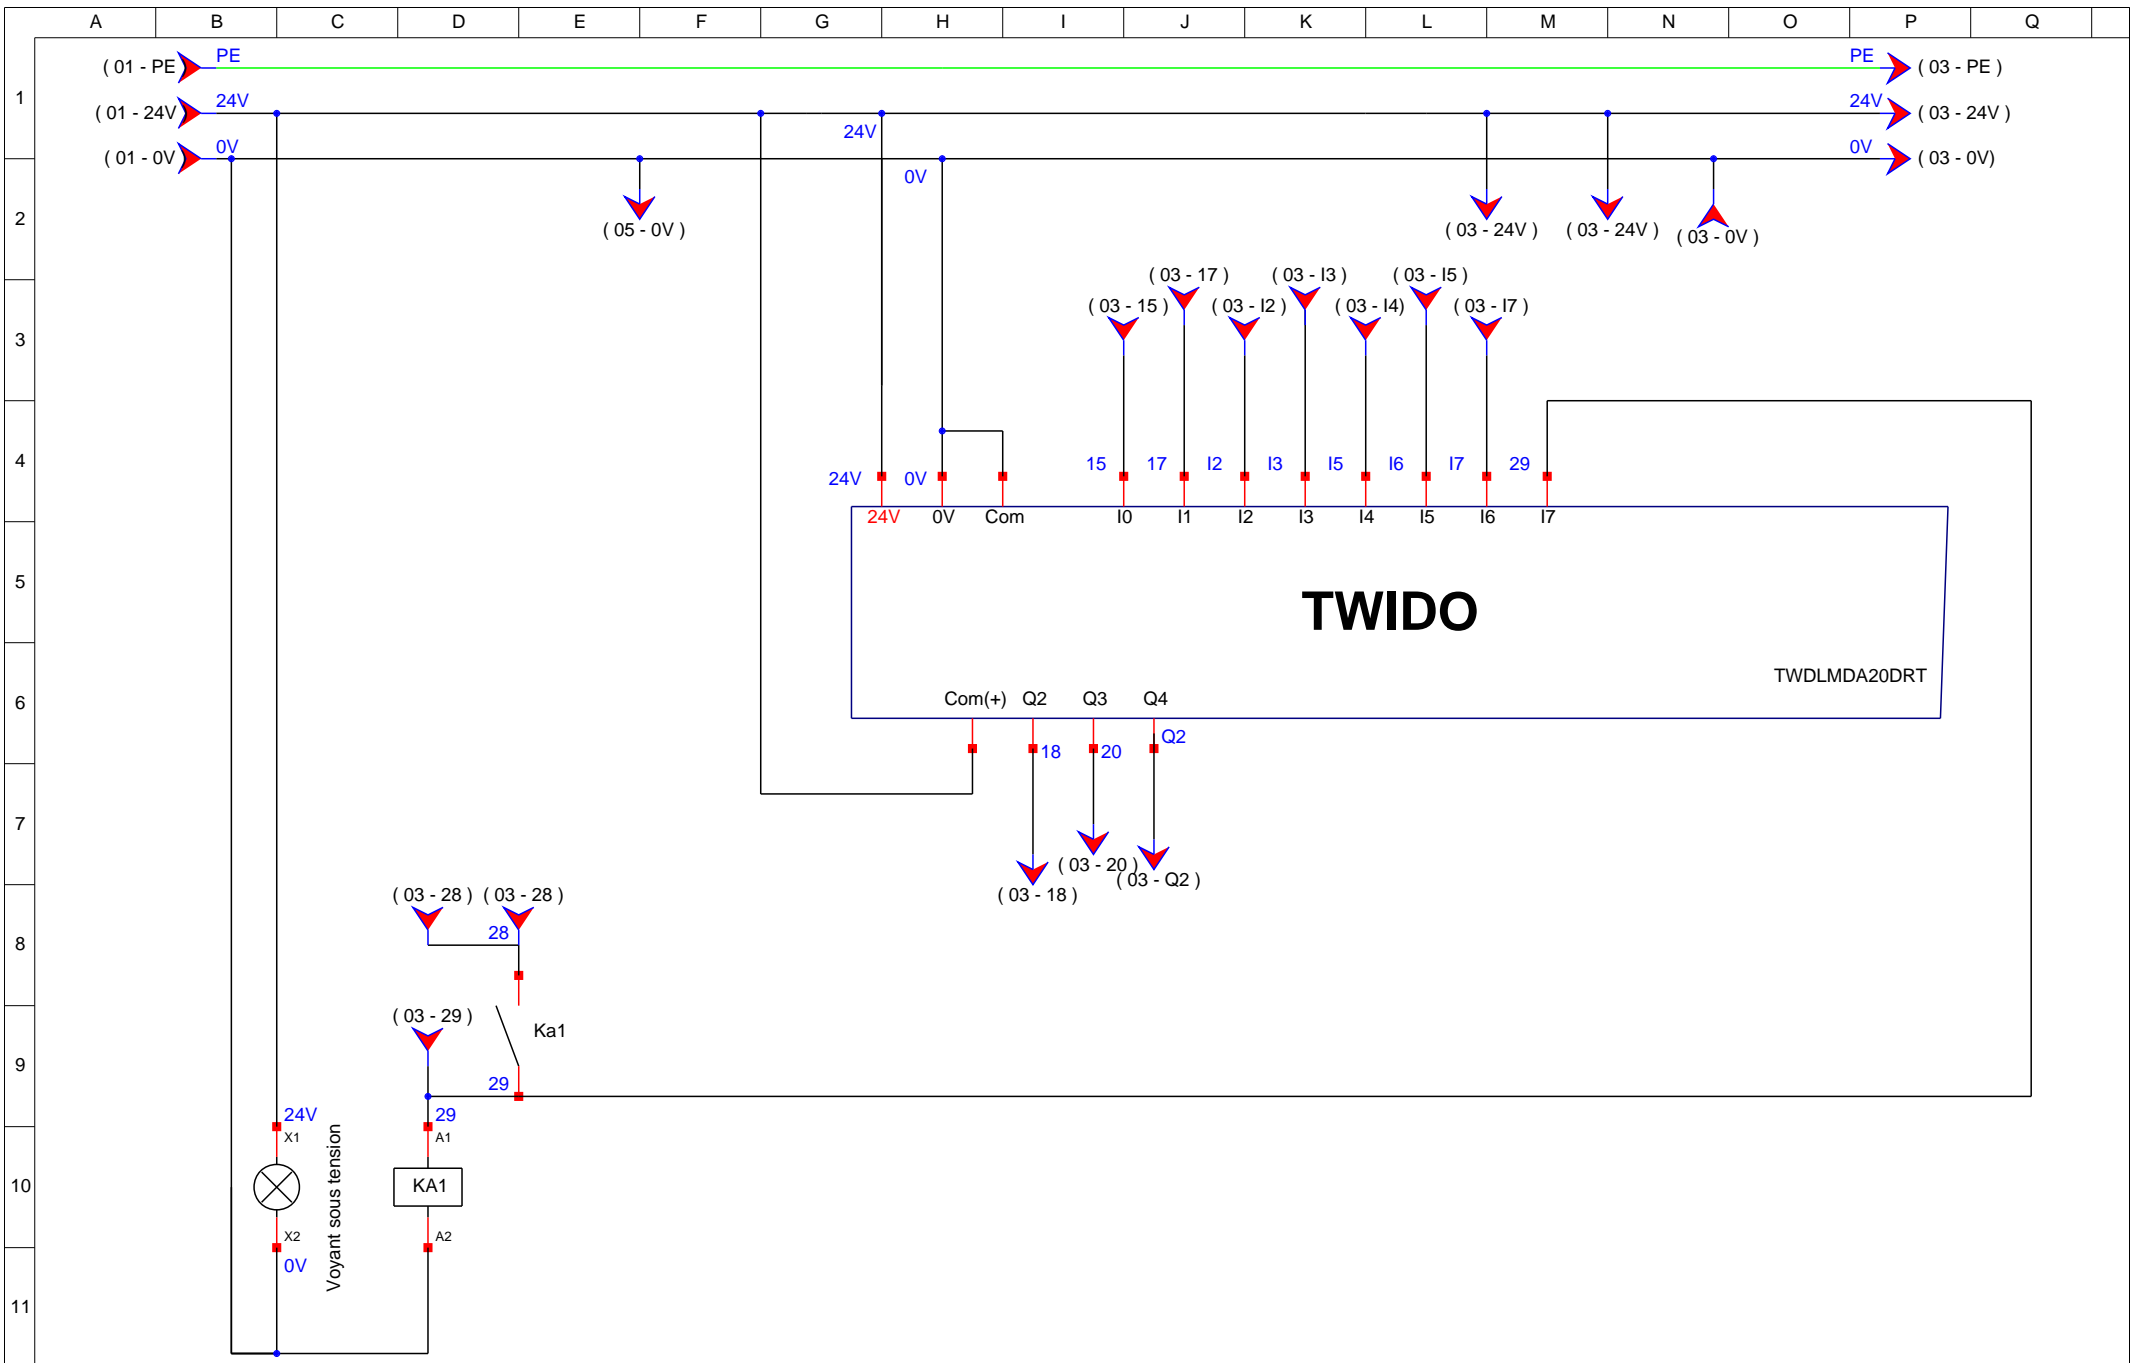 A B C D E F G H I J K L M N O P Q
( 01 - PE PE PE ( 03 - PE )
1
( 01 - 24V 24V 24V 24V ( 03 - 24V )
( 01 - 0V 0V 0V 0V ( 03 - 0V)
2
( 05 - 0V ) ( 03 - 24V ) ( 03 - 24V ) ( 03 - 0V )
( 03 - 17 ) ( 03 - I3 ) ( 03 - I5 )
( 03 - 15 ) ( 03 - I2 ) ( 03 - I4) ( 03 - I7 )
3
4
24V 0V 15 17 I2 I3 I5 I6 I7 29
24V 0V Com I0 I1 I2 I3 I4 I5 I6 I7
5
TWIDO
TWDLMDA20DRT
6
Com(+) Q2 Q3 Q4
18 20 Q2
7
( 03 - 20 )
( 03 - Q2 )
( 03 - 18 )
( 03 - 28 ) ( 03 - 28 )
8
28
( 03 - 29 )
Ka1
9
29
24V 29
X1 A1
10
KA1
Voyant sous tension
X2 A2
0V
11